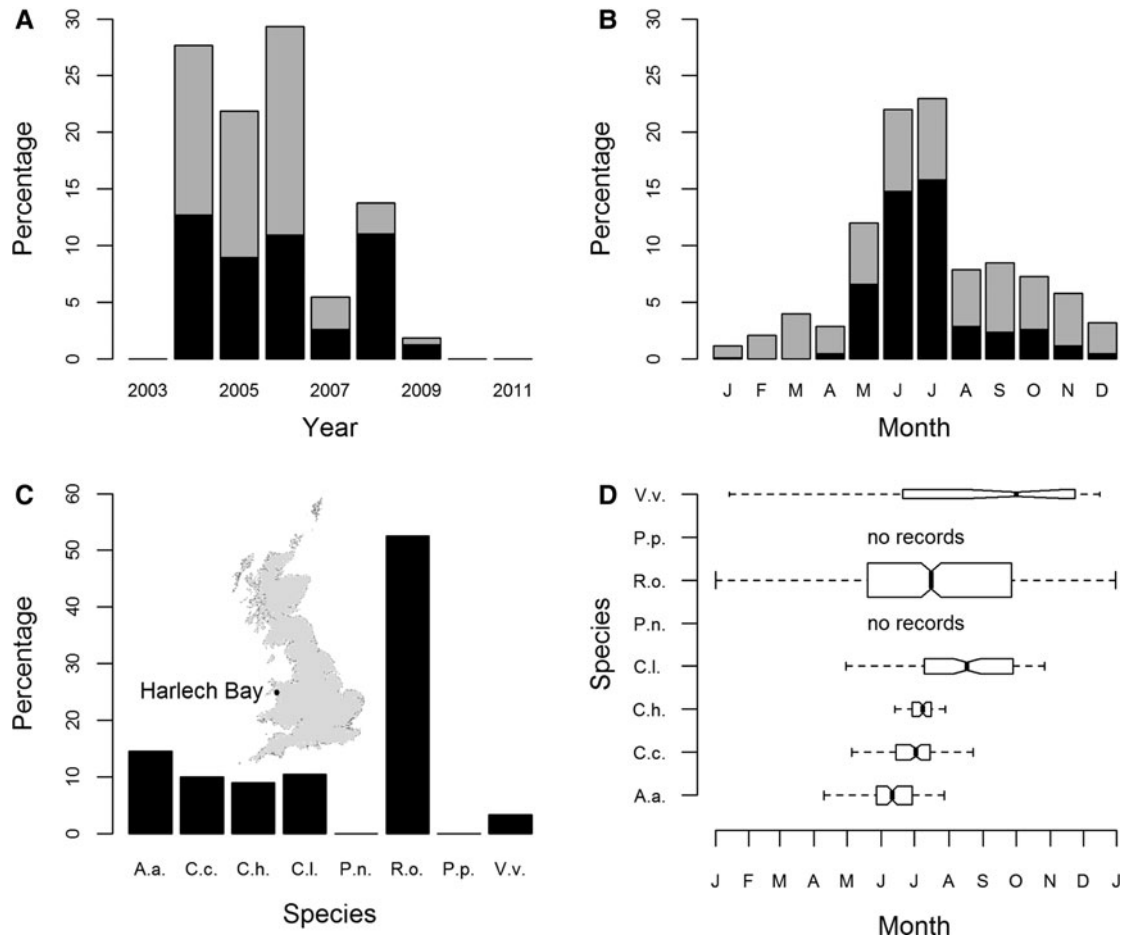 A
Percentage
30
25
20
15
10
5
0
2003 2005 2007 2009 2011
Year
B
Percentage
30
25
20
15
10
5
0
J F M A M J J A S O N D
Month
C
Percentage
60
50
40
30
20
10
0
Harlech Bay
A.a. C.c. C.h. C.l. P.n. R.o. P.p. V.v.
Species
D
Species
V.v.
P.p. no records
R.o.
P.n. no records
C.l.
C.h.
C.c.
A.a.
J F M A M J J A S O N D J
Month